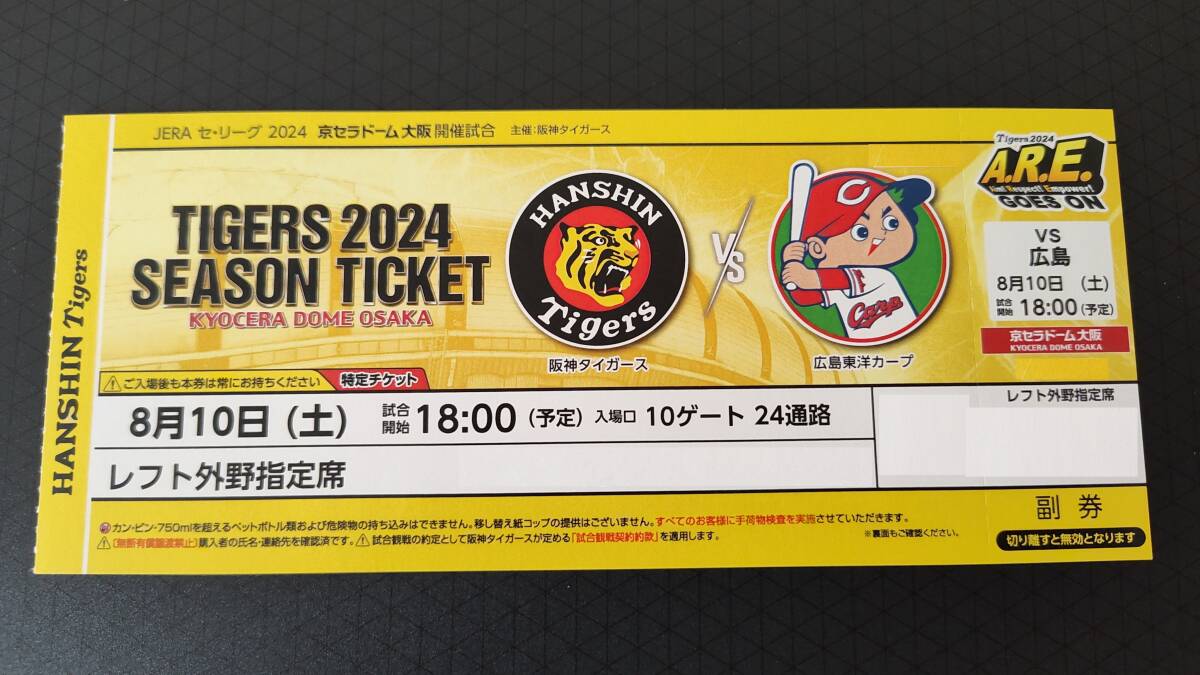 JERA セ・リーグ 2024 京セラドーム 大阪 開催試合 主催:阪神タイガース
HANSHIN Tigers
TIGERS 2024
SEASON TICKET
KYOCERA DOME OSAKA
HANSHIN
Tigers
阪神タイガース
VS
C
Carp
広島東洋カープ
Tigers 2024
A.R.E.
Aim! Respect! Empower!
GOES ON
VS
広島
8月10日 (土)
試合開始 18:00 (予定)
京セラドーム 大阪
KYOCERA DOME OSAKA
ご入場後も本券は常にお持ちください 特定チケット
8月10日 (土) 試合開始 18:00 (予定) 入場口 10ゲート 24通路
レフト外野指定席
レフト外野指定席
副 券
切り離すと無効となります
カン・ビン・750mlを超えるペットボトル類および危険物の持ち込みはできません。移し替え紙コップの提供はございません。すべてのお客様に手荷物検査を実施させていただきます。
【無断有償譲渡禁止】購入者の氏名・連絡先を確認済です。 試合観戦の約定として阪神タイガースが定める「試合観戦契約約款」を適用します。 ※裏面もご確認ください。